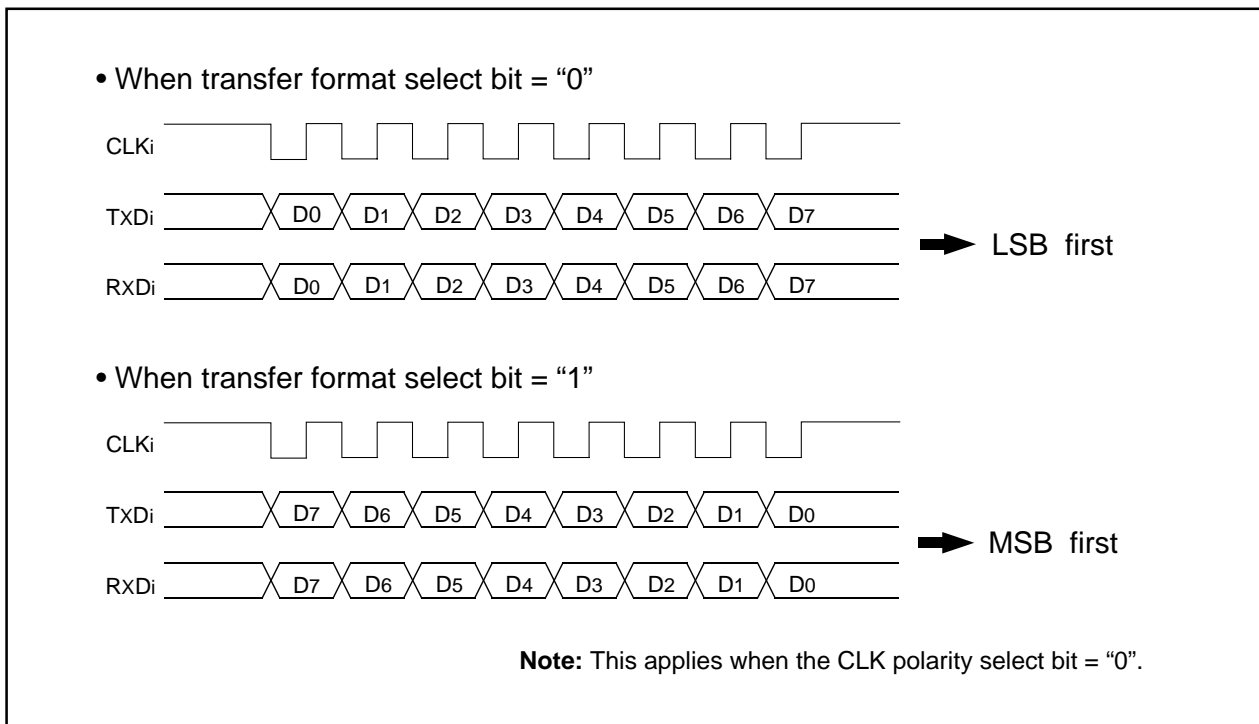 • When transfer format select bit = “0”
CLKi
TXDi D0 D1 D2 D3 D4 D5 D6 D7
LSB first
RXDi D0 D1 D2 D3 D4 D5 D6 D7
• When transfer format select bit = “1”
CLKi
TXDi D7 D6 D5 D4 D3 D2 D1 D0
MSB first
RXDi D7 D6 D5 D4 D3 D2 D1 D0
Note: This applies when the CLK polarity select bit = “0”.